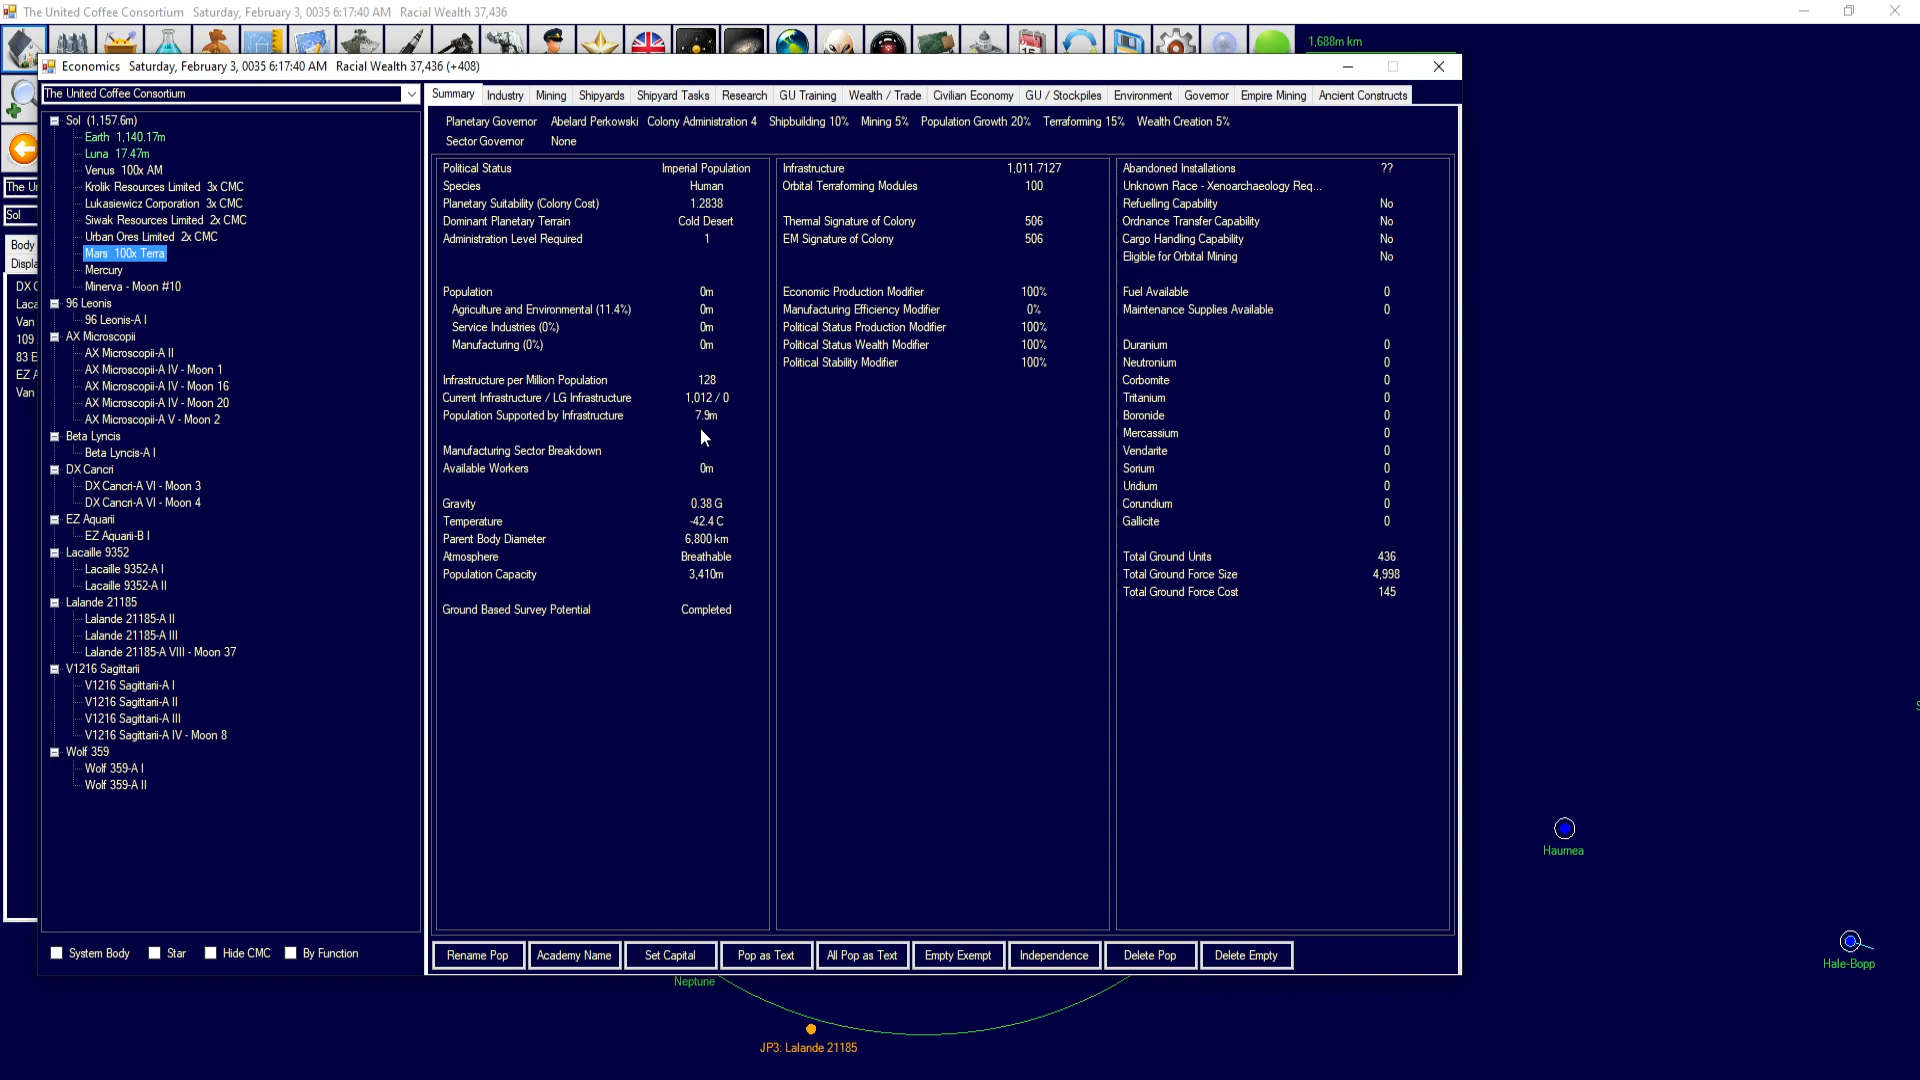 The United Coffee Consortium   Saturday, February 3, 0035 6:17:40 AM   Racial Wealth 37,436
1,688m km
Economics   Saturday, February 3, 0035 6:17:40 AM   Racial Wealth 37,436 (+408)
The United Coffee Consortium
Summary Industry Mining Shipyards Shipyard Tasks Research GU Training Wealth / Trade Civilian Economy GU / Stockpiles Environment Governor Empire Mining Ancient Constructs
Planetary Governor Abelard Perkowski Colony Administration 4 Shipbuilding 10% Mining 5% Population Growth 20% Terraforming 15% Wealth Creation 5%
Sector Governor None
Sol (1,157.6m)
Earth 1,140.17m
Luna 17.47m
Venus 100x AM
Krolik Resources Limited 3x CMC
Lukasiewicz Corporation 3x CMC
Siwak Resources Limited 2x CMC
Urban Ores Limited 2x CMC
Mars 100x Terra
Mercury
Minerva - Moon #10
96 Leonis
96 Leonis-A I
AX Microscopii
AX Microscopii-A II
AX Microscopii-A IV - Moon 1
AX Microscopii-A IV - Moon 16
AX Microscopii-A IV - Moon 20
AX Microscopii-A V - Moon 2
Beta Lyncis
Beta Lyncis-A I
DX Cancri
DX Cancri-A VI - Moon 3
DX Cancri-A VI - Moon 4
EZ Aquarii
EZ Aquarii-B I
Lacaille 9352
Lacaille 9352-A I
Lacaille 9352-A II
Lalande 21185
Lalande 21185-A II
Lalande 21185-A III
Lalande 21185-A VIII - Moon 37
V1216 Sagittarii
V1216 Sagittarii-A I
V1216 Sagittarii-A II
V1216 Sagittarii-A III
V1216 Sagittarii-A IV - Moon 8
Wolf 359
Wolf 359-A I
Wolf 359-A II
System Body Star Hide CMC By Function
The Un
Sol
Body
Displa
DX C
Laca
Van
109
83 E
EZ A
Van
Political Status Imperial Population
Species Human
Planetary Suitability (Colony Cost) 1.2838
Dominant Planetary Terrain Cold Desert
Administration Level Required 1
Population 0m
Agriculture and Environmental (11.4%) 0m
Service Industries (0%) 0m
Manufacturing (0%) 0m
Infrastructure per Million Population 128
Current Infrastructure / LG Infrastructure 1,012 / 0
Population Supported by Infrastructure 7.9m
Manufacturing Sector Breakdown
Available Workers 0m
Gravity 0.38 G
Temperature -42.4 C
Parent Body Diameter 6,800 km
Atmosphere Breathable
Population Capacity 3,410m
Ground Based Survey Potential Completed
Infrastructure 1,011.7127
Orbital Terraforming Modules 100
Thermal Signature of Colony 506
EM Signature of Colony 506
Economic Production Modifier 100%
Manufacturing Efficiency Modifier 0%
Political Status Production Modifier 100%
Political Status Wealth Modifier 100%
Political Stability Modifier 100%
Abandoned Installations ??
Unknown Race - Xenoarchaeology Req...
Refuelling Capability No
Ordnance Transfer Capability No
Cargo Handling Capability No
Eligible for Orbital Mining No
Fuel Available 0
Maintenance Supplies Available 0
Duranium 0
Neutronium 0
Corbomite 0
Tritanium 0
Boronide 0
Mercassium 0
Vendarite 0
Sorium 0
Uridium 0
Corundium 0
Gallicite 0
Total Ground Units 436
Total Ground Force Size 4,998
Total Ground Force Cost 145
Rename Pop Academy Name Set Capital Pop as Text All Pop as Text Empty Exempt Independence Delete Pop Delete Empty
Haumea
Hale-Bopp
Neptune
JP3: Lalande 21185